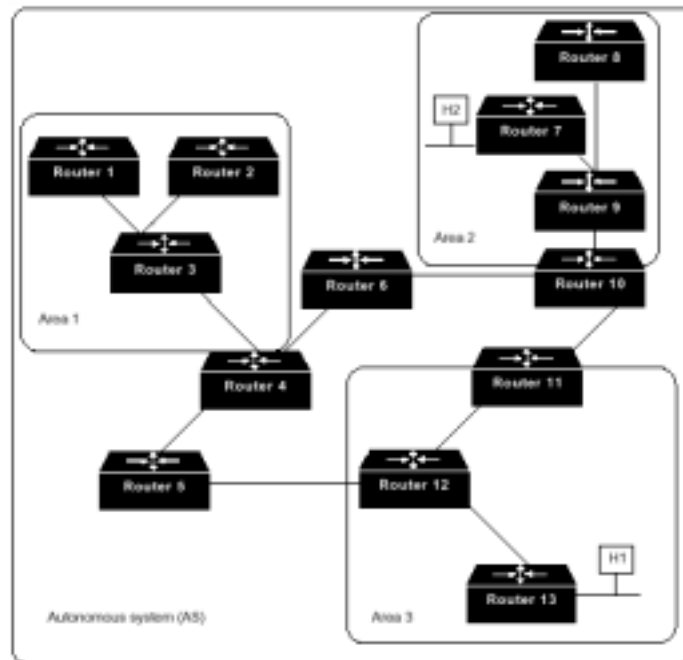 Router 8
H2
Router 7
Router 1
Router 2
Router 9
Area 2
Router 3
Router 6
Router 10
Area 1
Router 4
Router 11
Router 5
Router 12
H1
Router 13
Autonomous system (AS)
Area 3